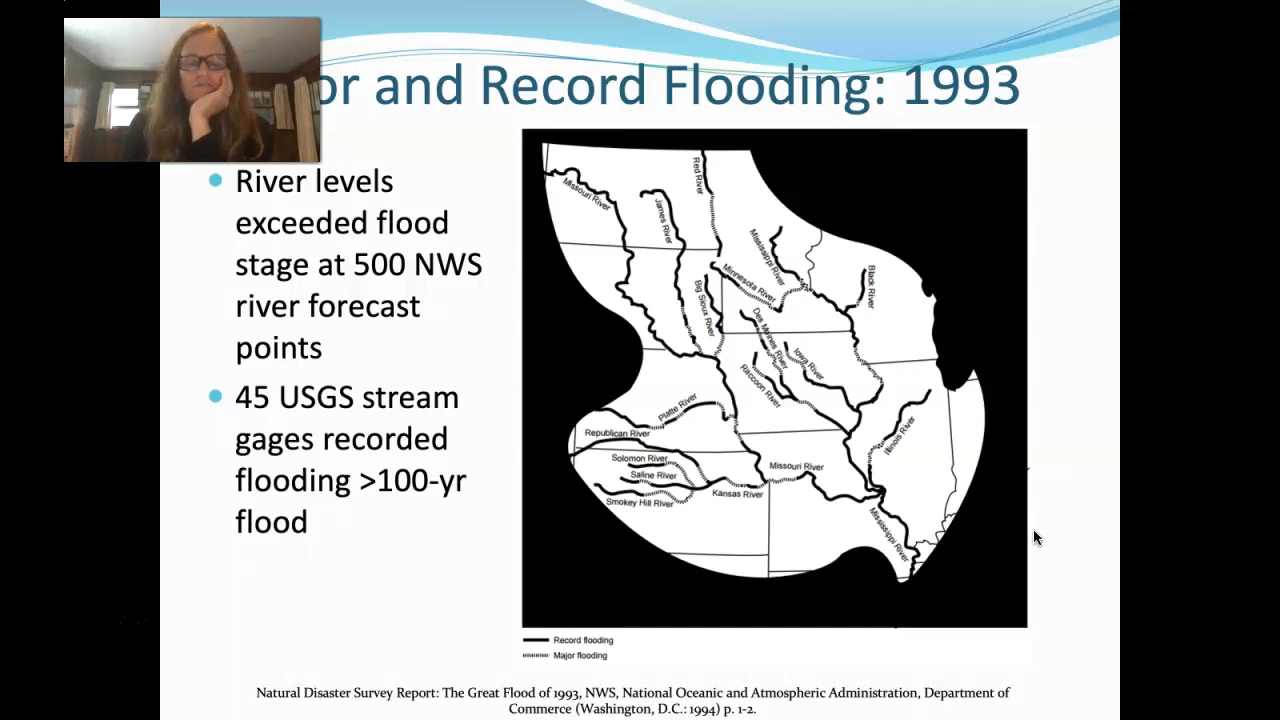 or and Record Flooding: 1993
River levels
exceeded flood
stage at 500 NWS
river forecast
points
45 USGS stream
gages recorded
flooding >100-yr
flood
Red River
Missouri River
James River
Mississippi River
Minnesota River
Black River
Big Sioux River
Des Moines River
Iowa River
Raccoon River
Platte River
Republican River
Illinois River
Solomon River
Missouri River
Saline River
Kansas River
Smokey Hill River
Mississippi River
Record flooding
Major flooding
Natural Disaster Survey Report: The Great Flood of 1993, NWS, National Oceanic and Atmospheric Administration, Department of
Commerce (Washington, D.C.: 1994) p. 1-2.